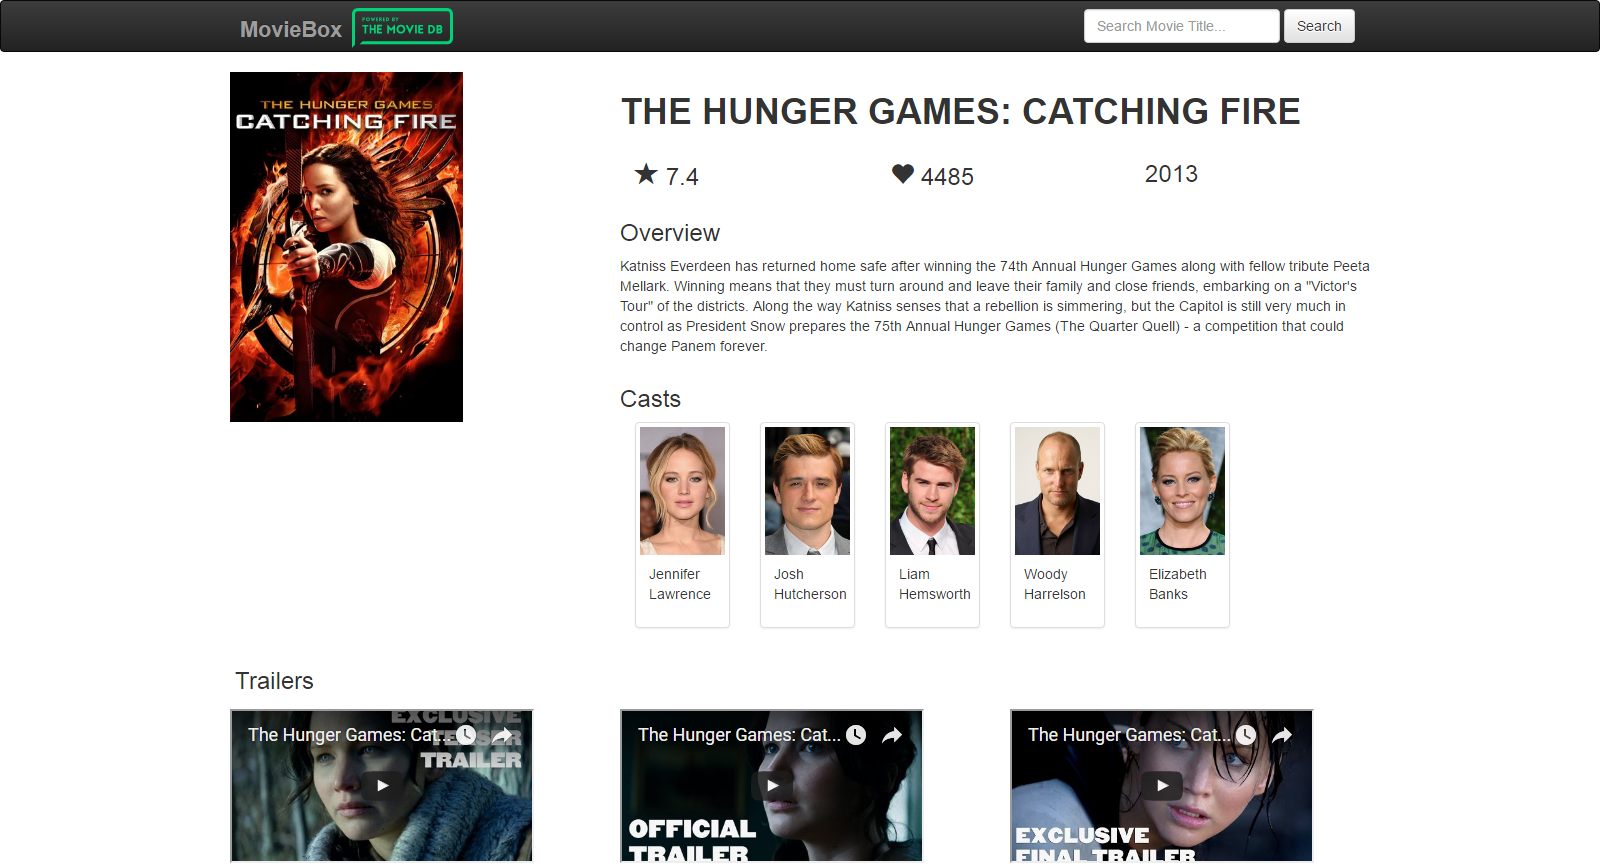 MovieBox
POWERED BY
THE MOVIE DB
Search Movie Title...
Search
THE HUNGER GAMES:
CATCHING FIRE
THE HUNGER GAMES: CATCHING FIRE
7.4
4485
2013
Overview
Katniss Everdeen has returned home safe after winning the 74th Annual Hunger Games along with fellow tribute Peeta
Mellark. Winning means that they must turn around and leave their family and close friends, embarking on a "Victor's
Tour" of the districts. Along the way Katniss senses that a rebellion is simmering, but the Capitol is still very much in
control as President Snow prepares the 75th Annual Hunger Games (The Quarter Quell) - a competition that could
change Panem forever.
Casts
Jennifer
Lawrence
Josh
Hutcherson
Liam
Hemsworth
Woody
Harrelson
Elizabeth
Banks
Trailers
The Hunger Games: Cat...
EXCLUSIVE
TEASER
TRAILER
The Hunger Games: Cat...
OFFICIAL
TRAILER
The Hunger Games: Cat...
EXCLUSIVE
FINAL TRAILER